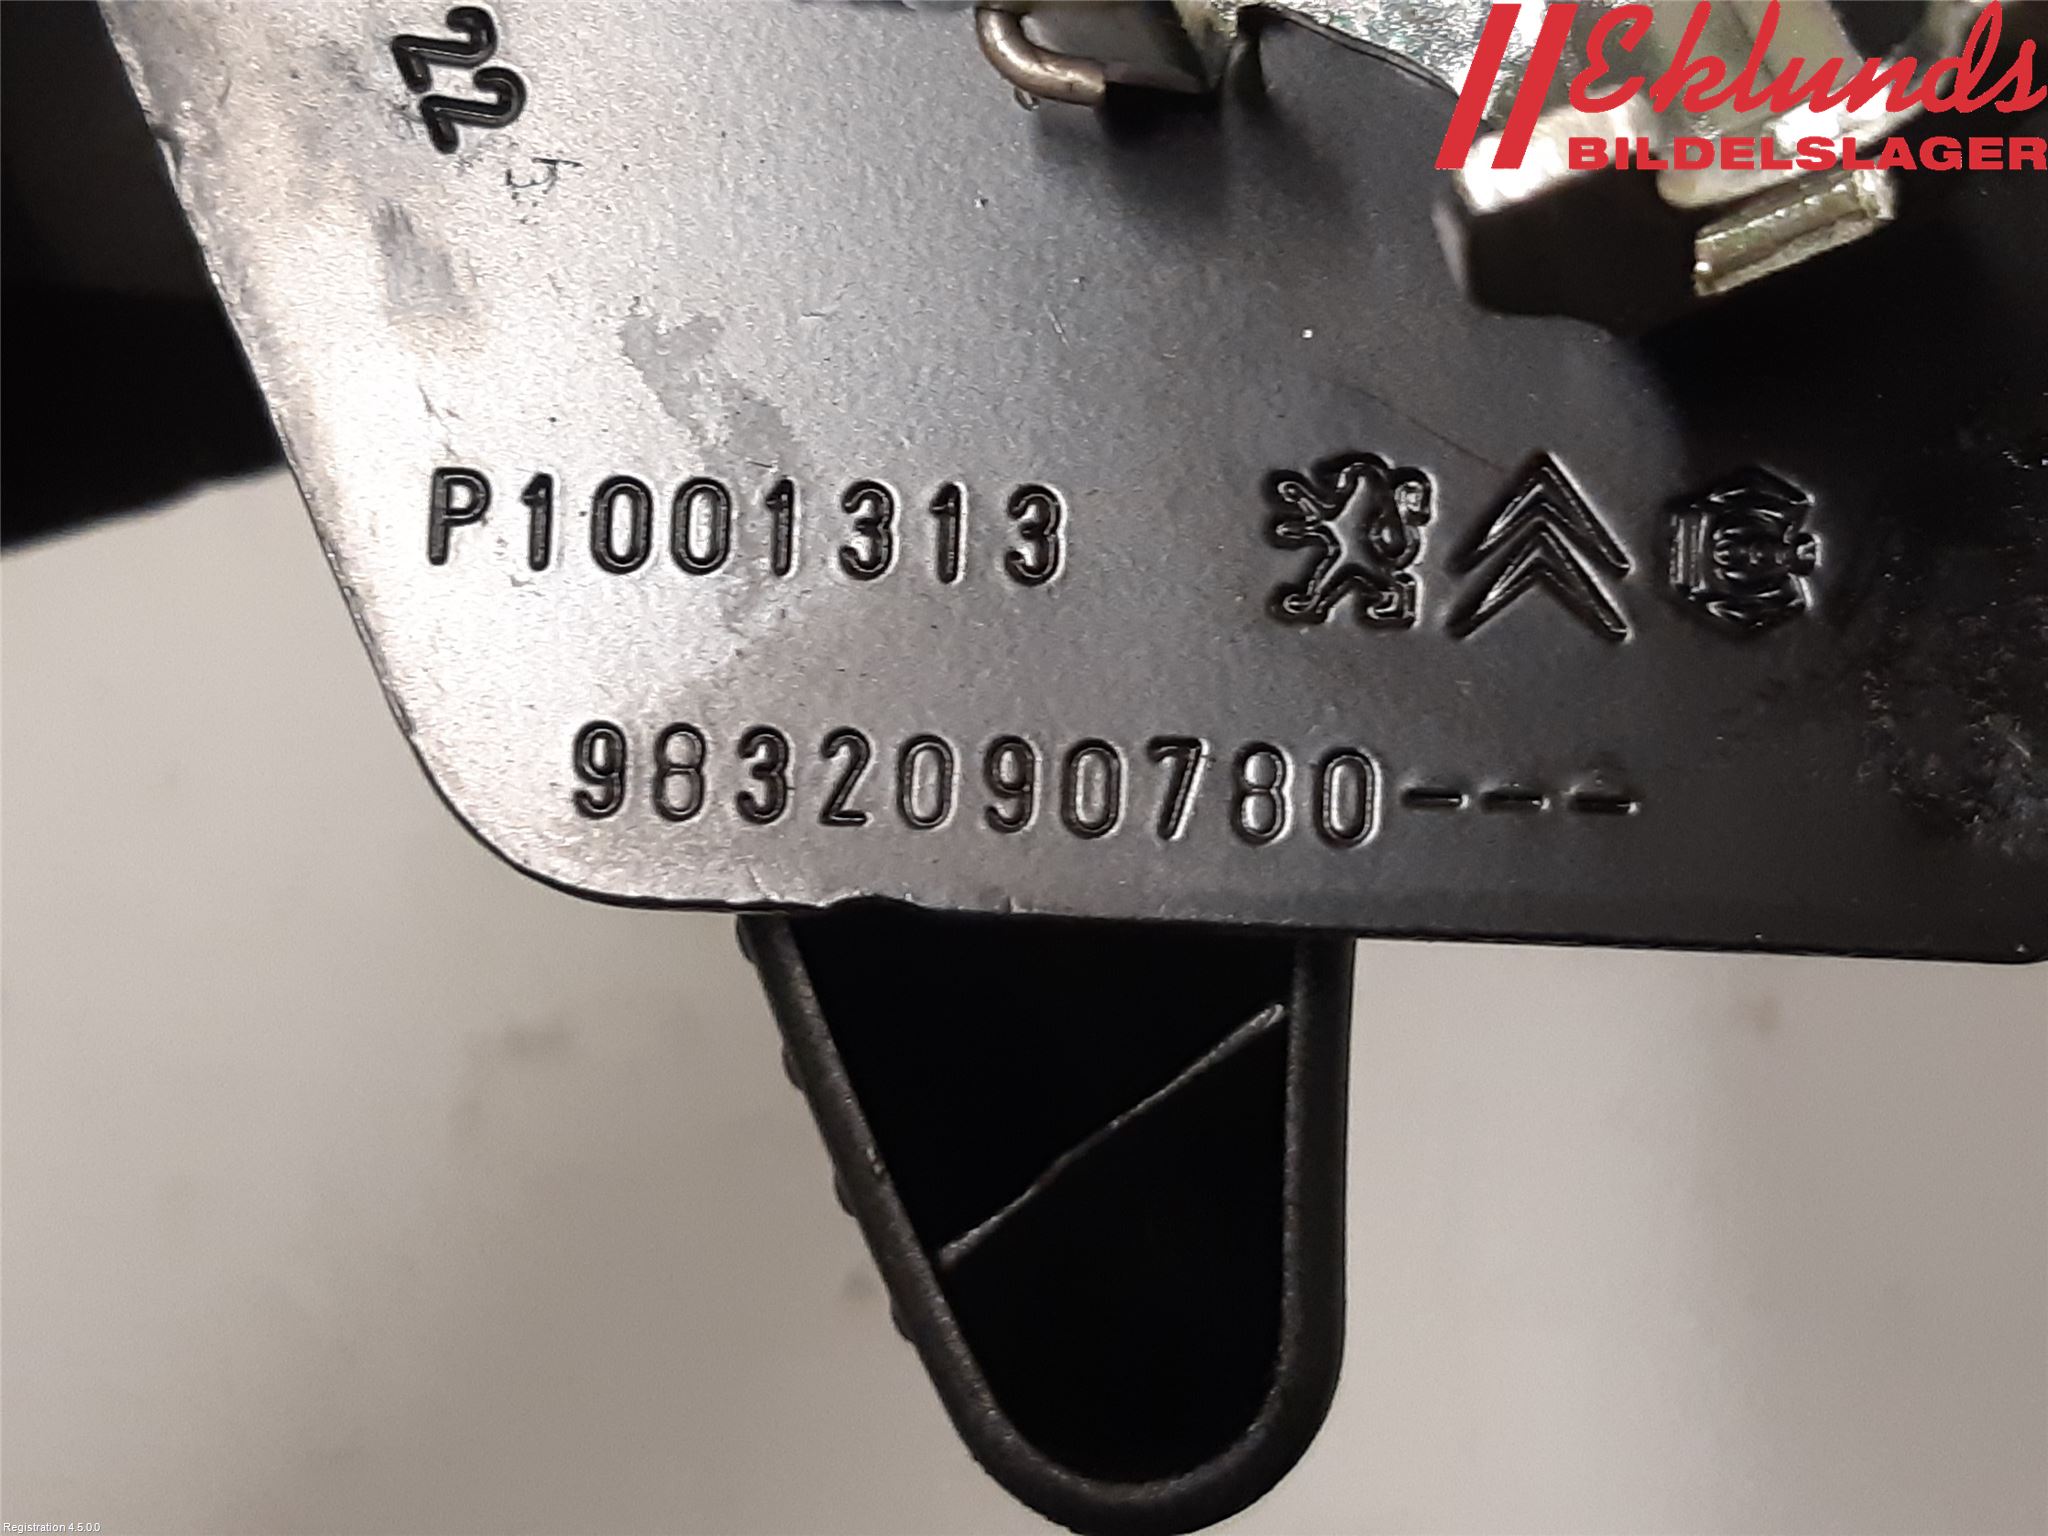 Eklunds
BILDELSLAGER
22
P1001313
9832090780---
Registration 4.5.0.0